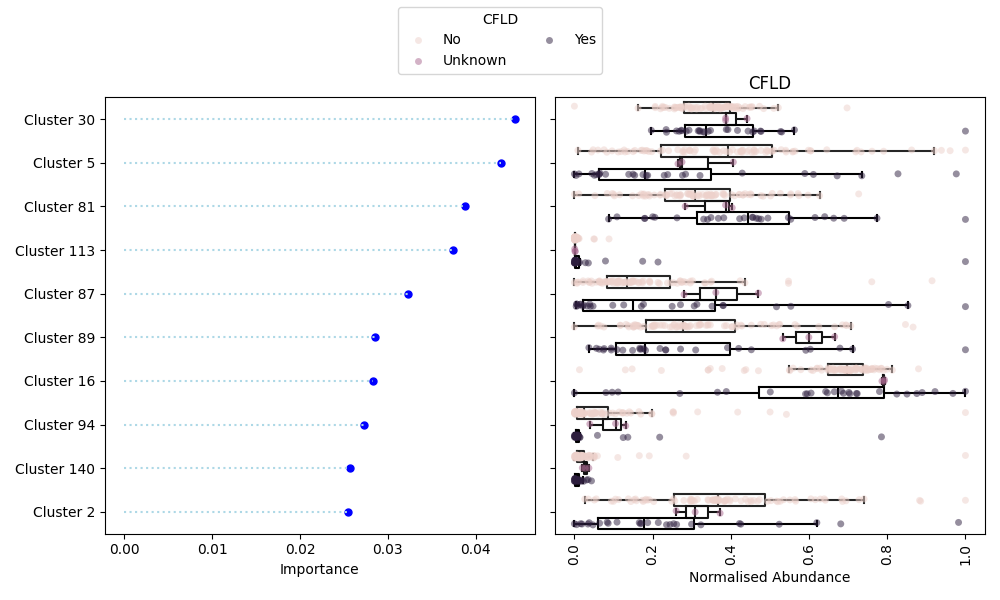 CFLD
No
Yes
Unknown
CFLD
Cluster 30
Cluster 5
Cluster 81
Cluster 113
Cluster 87
Cluster 89
Cluster 16
Cluster 94
Cluster 140
Cluster 2
0.00 0.01 0.02 0.03 0.04
Importance
0.0 0.2 0.4 0.6 0.8 1.0
Normalised Abundance